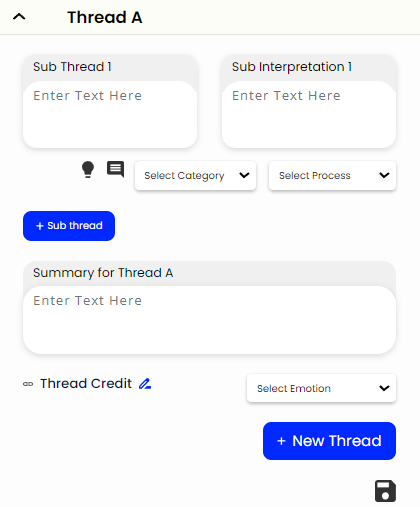 Thread A
Sub Thread 1
Sub Interpretation 1
Enter Text Here
Enter Text Here
Select Category
Select Process
+ Sub thread
Summary for Thread A
Enter Text Here
Thread Credit
Select Emotion
+ New Thread